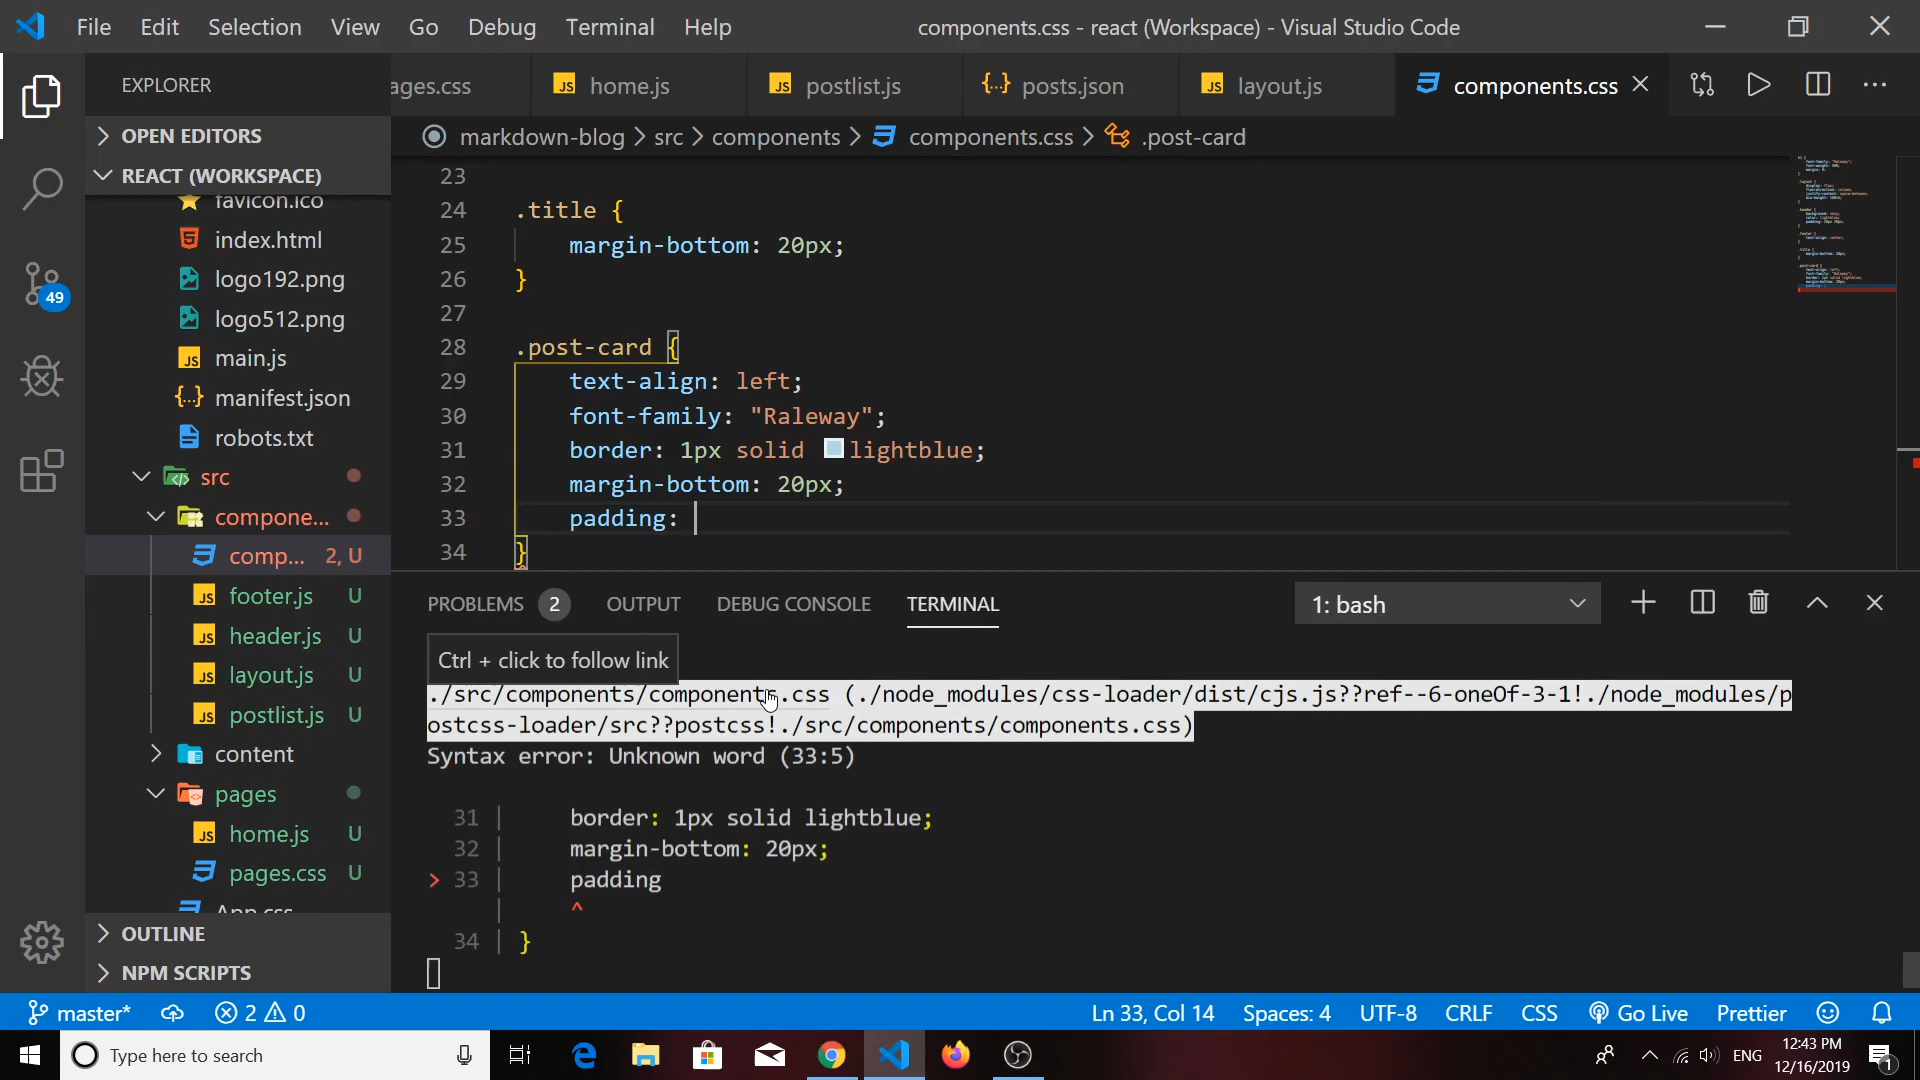 File Edit Selection View Go Debug Terminal Help
components.css - react (Workspace) - Visual Studio Code
EXPLORER
OPEN EDITORS
REACT (WORKSPACE)
favicon.ico
index.html
logo192.png
logo512.png
main.js
manifest.json
robots.txt
src
compone...
comp... 2, U
footer.js U
header.js U
layout.js U
postlist.js U
content
pages
home.js U
pages.css U
App.css
OUTLINE
NPM SCRIPTS
49
ages.css home.js postlist.js posts.json layout.js components.css
markdown-blog > src > components > components.css > .post-card
23
24 .title {
25 margin-bottom: 20px;
26 }
27
28 .post-card {
29 text-align: left;
30 font-family: "Raleway";
31 border: 1px solid lightblue;
32 margin-bottom: 20px;
33 padding:
34 }
PROBLEMS 2 OUTPUT DEBUG CONSOLE TERMINAL
1: bash
Ctrl + click to follow link
./src/components/components.css (./node_modules/css-loader/dist/cjs.js??ref--6-oneOf-3-1!./node_modules/p
ostcss-loader/src??postcss!./src/components/components.css)
Syntax error: Unknown word (33:5)
31 | border: 1px solid lightblue;
32 | margin-bottom: 20px;
> 33 | padding
| ^
34 | }
master* 2 0
Ln 33, Col 14 Spaces: 4 UTF-8 CRLF CSS Go Live Prettier
Type here to search
ENG
12:43 PM
12/16/2019
1